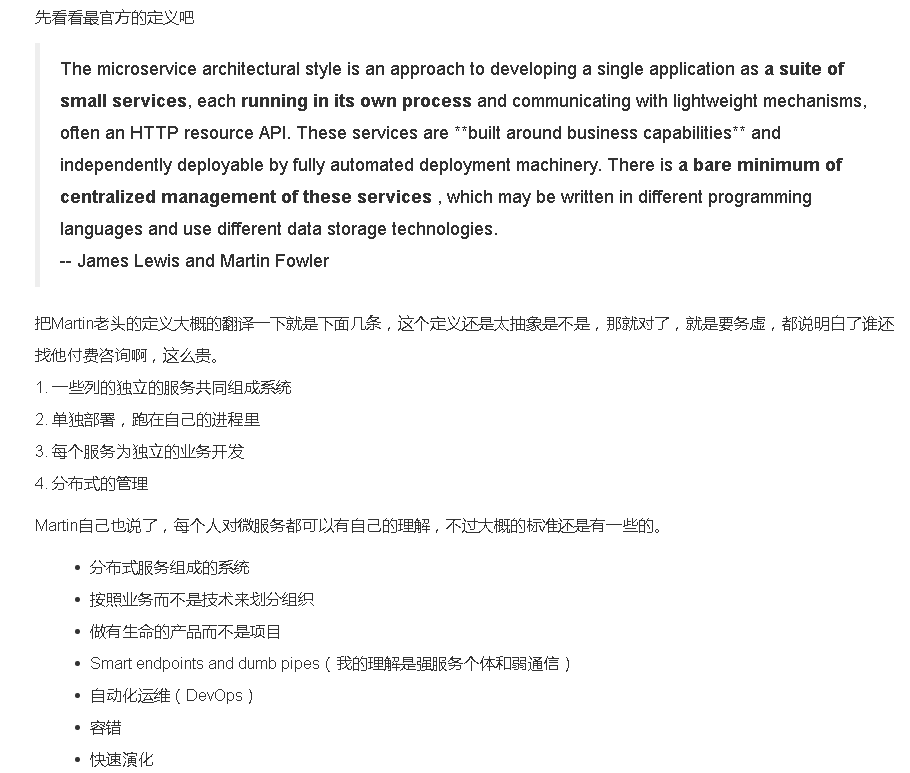 先看看最官方的定义吧
The microservice architectural style is an approach to developing a single application as a suite of
small services, each running in its own process and communicating with lightweight mechanisms,
often an HTTP resource API. These services are **built around business capabilities** and
independently deployable by fully automated deployment machinery. There is a bare minimum of
centralized management of these services , which may be written in different programming
languages and use different data storage technologies.
-- James Lewis and Martin Fowler
把Martin老头的定义大概的翻译一下就是下面几条，这个定义还是太抽象是不是，那就对了，就是要务虚，都说明白了谁还
找他付费咨询啊，这么贵。
1. 一些列的独立的服务共同组成系统
2. 单独部署，跑在自己的进程里
3. 每个服务为独立的业务开发
4. 分布式的管理
Martin自己也说了，每个人对微服务都可以有自己的理解，不过大概的标准还是有一些的。
• 分布式服务组成的系统
• 按照业务而不是技术来划分组织
• 做有生命的产品而不是项目
• Smart endpoints and dumb pipes（我的理解是强服务个体和弱通信）
• 自动化运维（DevOps）
• 容错
• 快速演化